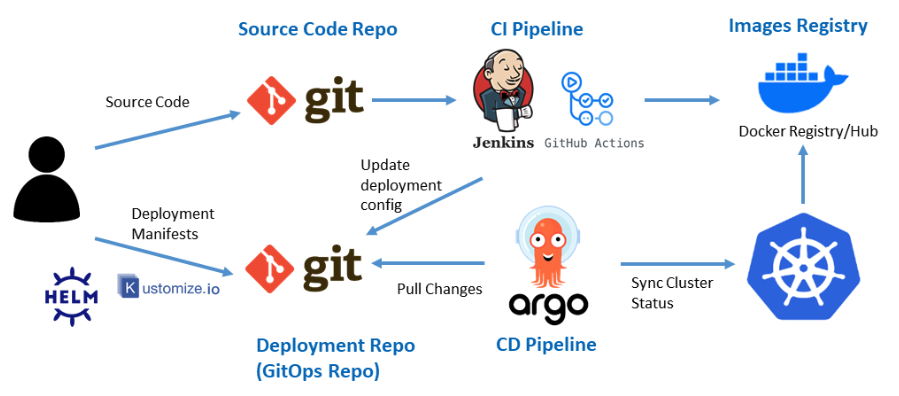 Source Code Repo
CI Pipeline
Images Registry
Source Code
git
Jenkins
GitHub Actions
Docker Registry/Hub
Update
deployment
config
Deployment
Manifests
HELM
Kustomize.io
git
Pull Changes
argo
Sync Cluster
Status
Deployment Repo
(GitOps Repo)
CD Pipeline